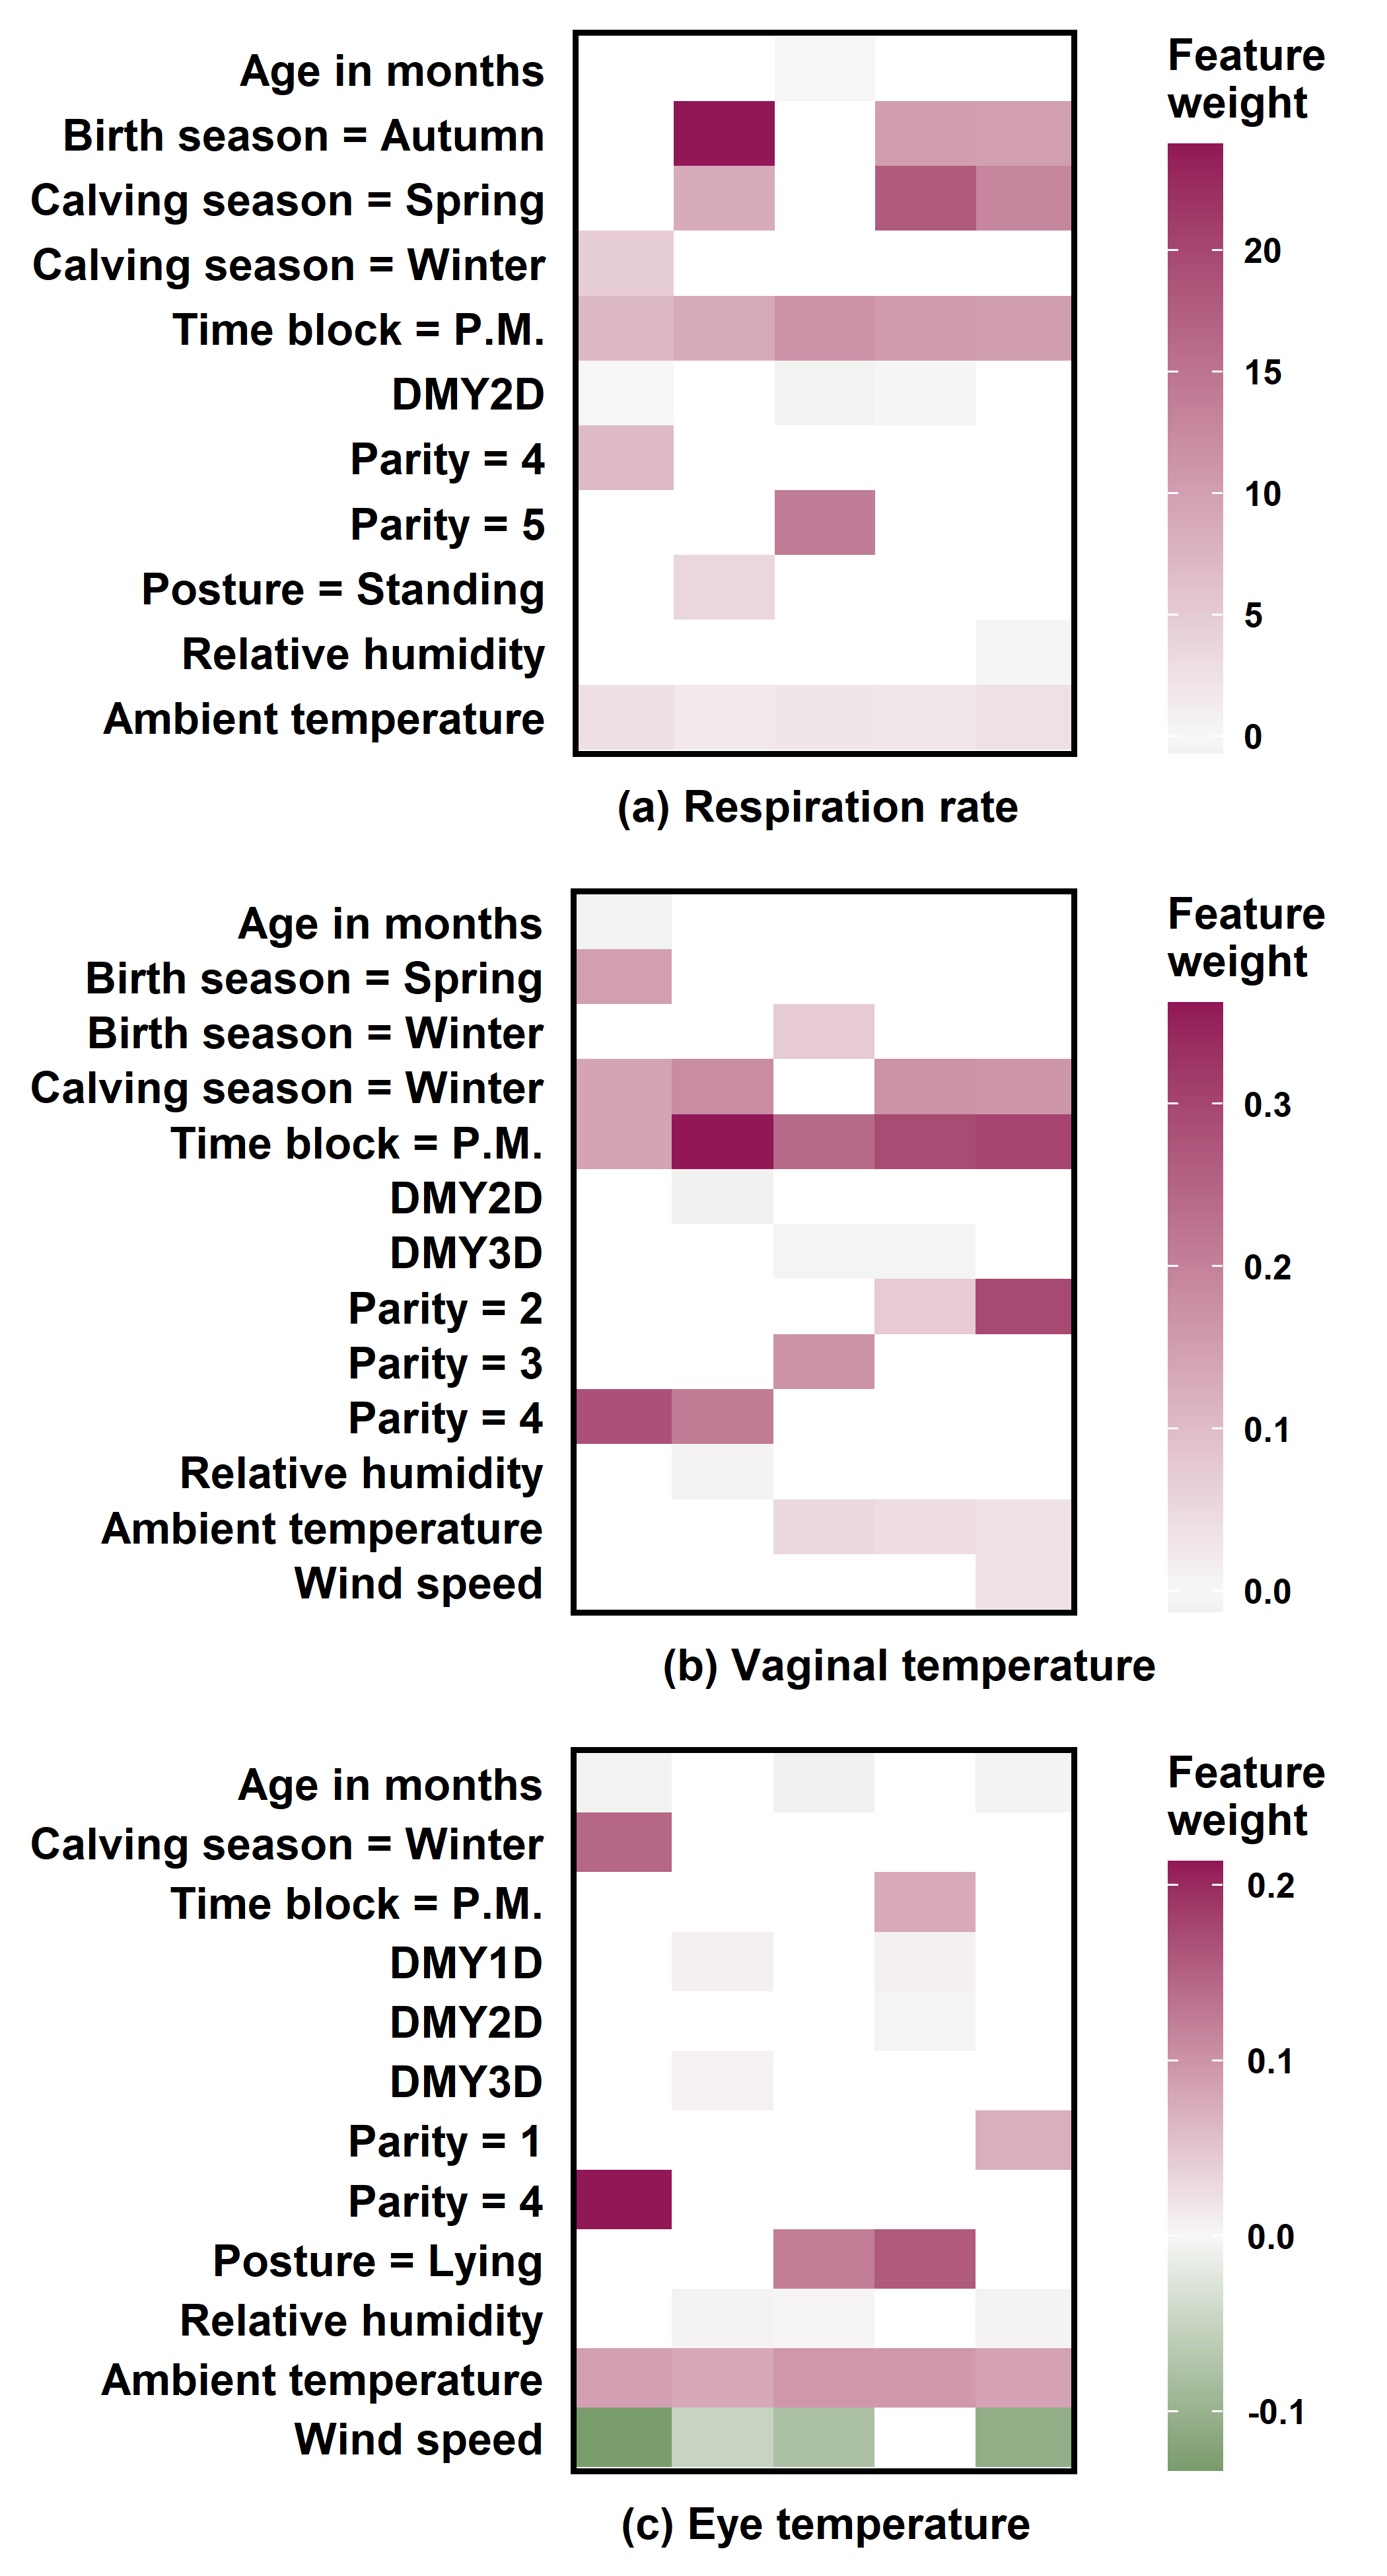 Age in months
Birth season = Autumn
Calving season = Spring
Calving season = Winter
Time block = P.M.
DMY2D
Parity = 4
Parity = 5
Posture = Standing
Relative humidity
Ambient temperature
Feature
weight
20
15
10
5
0
(a) Respiration rate
Age in months
Birth season = Spring
Birth season = Winter
Calving season = Winter
Time block = P.M.
DMY2D
DMY3D
Parity = 2
Parity = 3
Parity = 4
Relative humidity
Ambient temperature
Wind speed
Feature
weight
0.3
0.2
0.1
0.0
(b) Vaginal temperature
Age in months
Calving season = Winter
Time block = P.M.
DMY1D
DMY2D
DMY3D
Parity = 1
Parity = 4
Posture = Lying
Relative humidity
Ambient temperature
Wind speed
Feature
weight
0.2
0.1
0.0
-0.1
(c) Eye temperature